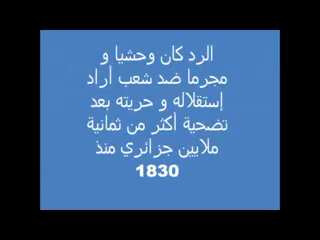 الرد كان وحشيا و
مجرما ضد شعب أراد
إستقلاله و حريته بعد
تضحية أكثر من ثمانية
ملايين جزائري منذ
1830